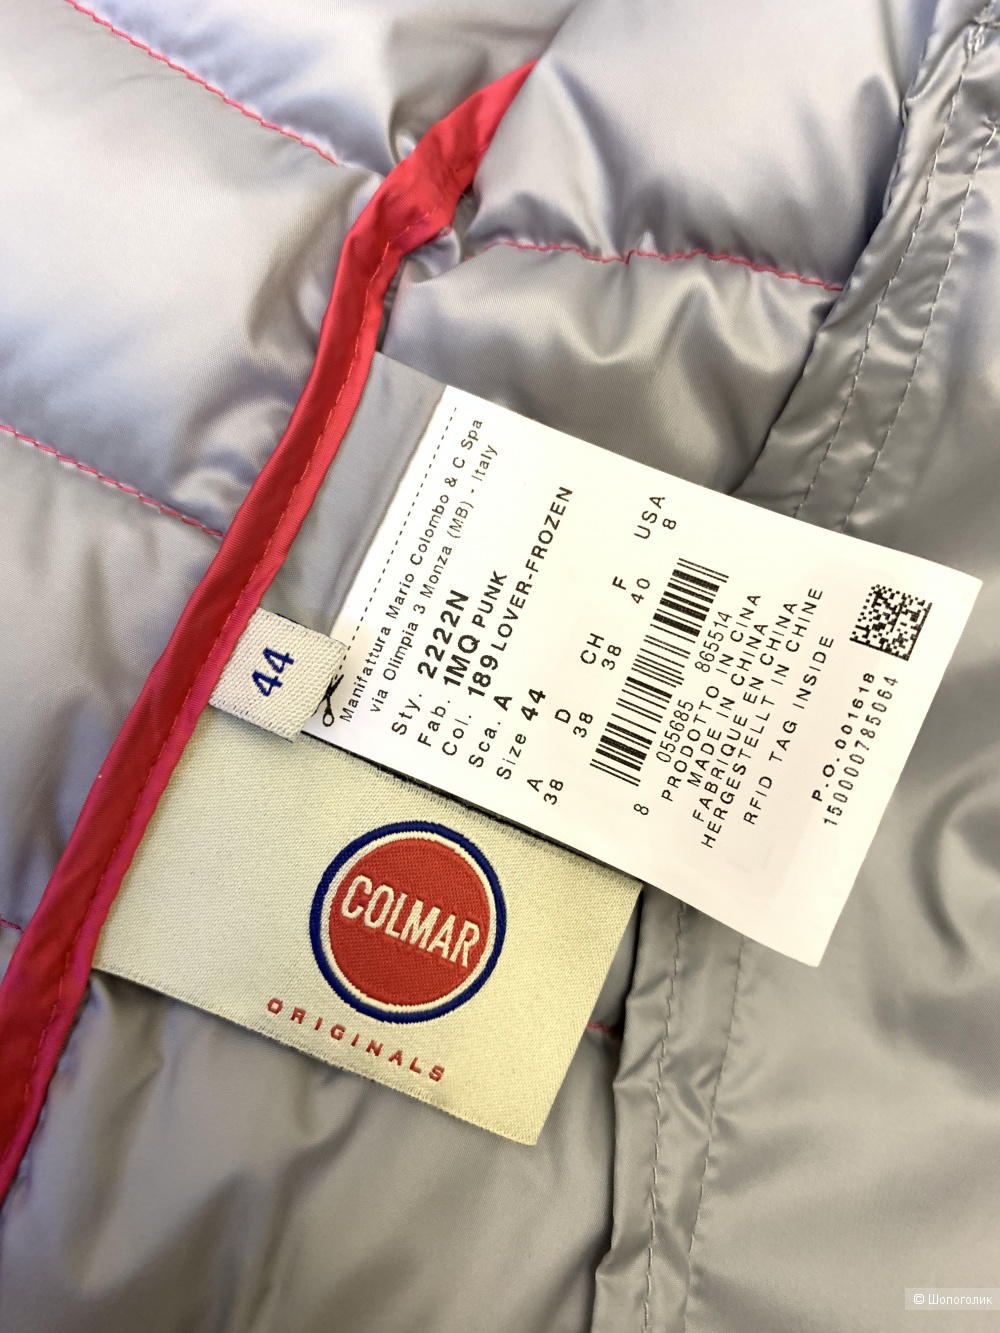 Manifattura Mario Colombo & C Spa
via Olimpia 3 Monza (MB) - Italy
Sty. 2222N
Fab. 1MQ PUNK
Col. 189 LOVER-FROZEN
Sca. A
Size 44
A D CH F USA
38 38 38 40 8
8 055685 865514
PRODOTTO IN CINA
MADE IN CHINA
FABRIQUE EN CHINA
HERGESTELLT IN CHINE
RFID TAG INSIDE
P.O. 001618
1500000785064
44
COLMAR
ORIGINALS
© Шопоголик